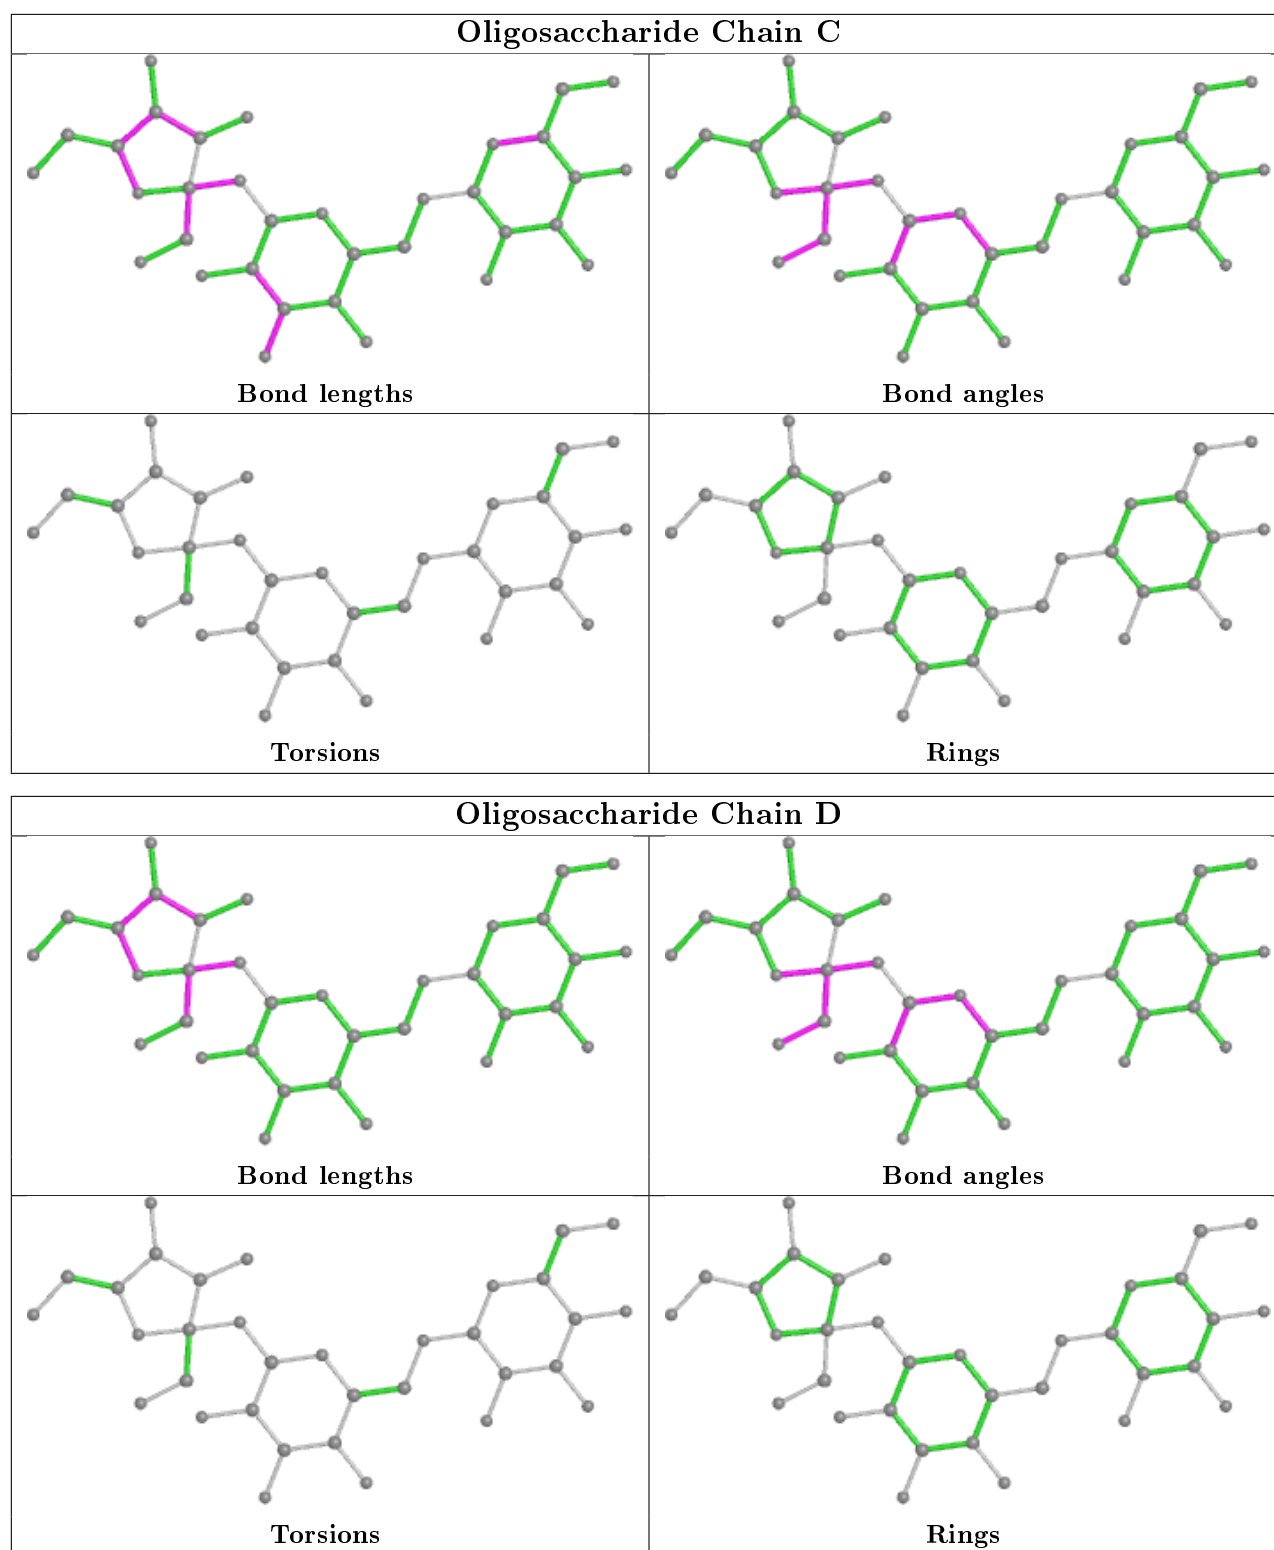 Oligosaccharide Chain C
Bond lengths
Bond angles
Torsions
Rings
Oligosaccharide Chain D
Bond lengths
Bond angles
Torsions
Rings